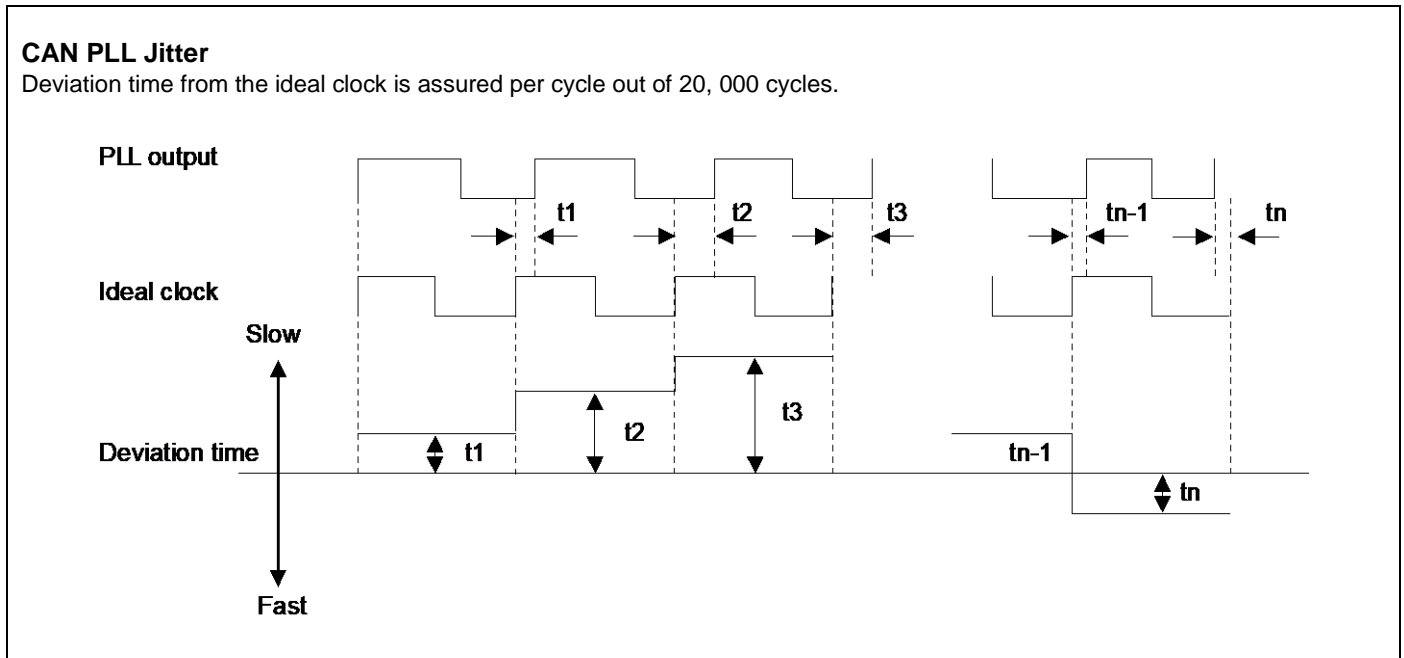 CAN PLL Jitter
Deviation time from the ideal clock is assured per cycle out of 20, 000 cycles.
PLL output
t1
t2
t3
tn-1
tn
Ideal clock
Slow
t3
t2
Deviation time
t1
tn-1
tn
Fast